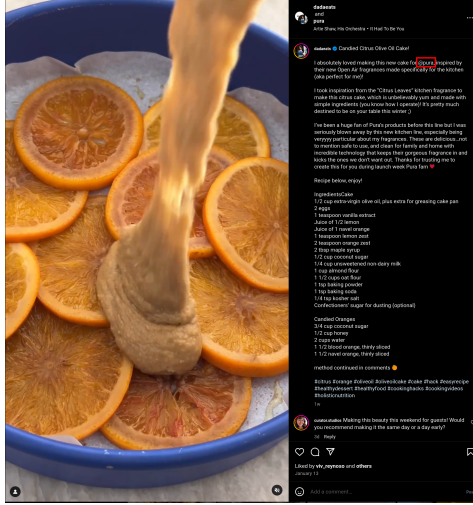 dadaeats
and
pura
Artie Shaw, His Orchestra • It Had To Be You
dadaeats Candied Citrus Olive Oil Cake!
I absolutely loved making this new cake for @pura, inspired by
their new Open Air fragrances made specifically for the kitchen
(aka perfect for me)!
I took inspiration from the "Citrus Leaves" kitchen fragrance to
make this citrus cake, which is unbelievably yum and made with
simple ingredients (you know how I operate)! It's pretty much
destined to be on your table this winter ;)
I've been a huge fan of Pura's products before this line but I was
seriously blown away by this new kitchen line, especially being
veryyyy particular about my fragrances. These are delicious...not
to mention safe to use, and clean for family and home with
incredible technology that keeps their gorgeous fragrance in and
kicks the ones we don't want out. Thanks for trusting me to
create this for you during launch week Pura fam ❤️
Recipe below, enjoy!
IngredientsCake
1/2 cup extra-virgin olive oil, plus extra for greasing cake pan
2 eggs
1 teaspoon vanilla extract
Juice of 1/2 lemon
Juice of 1 navel orange
1 teaspoon lemon zest
2 teaspoon orange zest
2 tbsp maple syrup
1/2 cup coconut sugar
1/4 cup unsweetened non-dairy milk
1 cup almond flour
1 1/2 cups oat flour
1 tsp baking powder
1 tsp baking soda
1/4 tsp kosher salt
Confectioners' sugar for dusting (optional)
Candied Oranges
3/4 cup coconut sugar
1/2 cup honey
2 cups water
1 1/2 blood orange, thinly sliced
1 1/2 navel orange, thinly sliced
method continued in comments 🍊
#citrus #orange #oliveoil #oliveoilcake #cake #hack #easyrecipe
#healthydessert #healthyfood #cookinghacks #cookingvideos
#holisticnutrition
1w
curator.studios Making this beauty this weekend for guests! Would
you recommend making it the same day or a day early?
3d Reply
Liked by viv_reynoso and others
January 13
Add a comment...